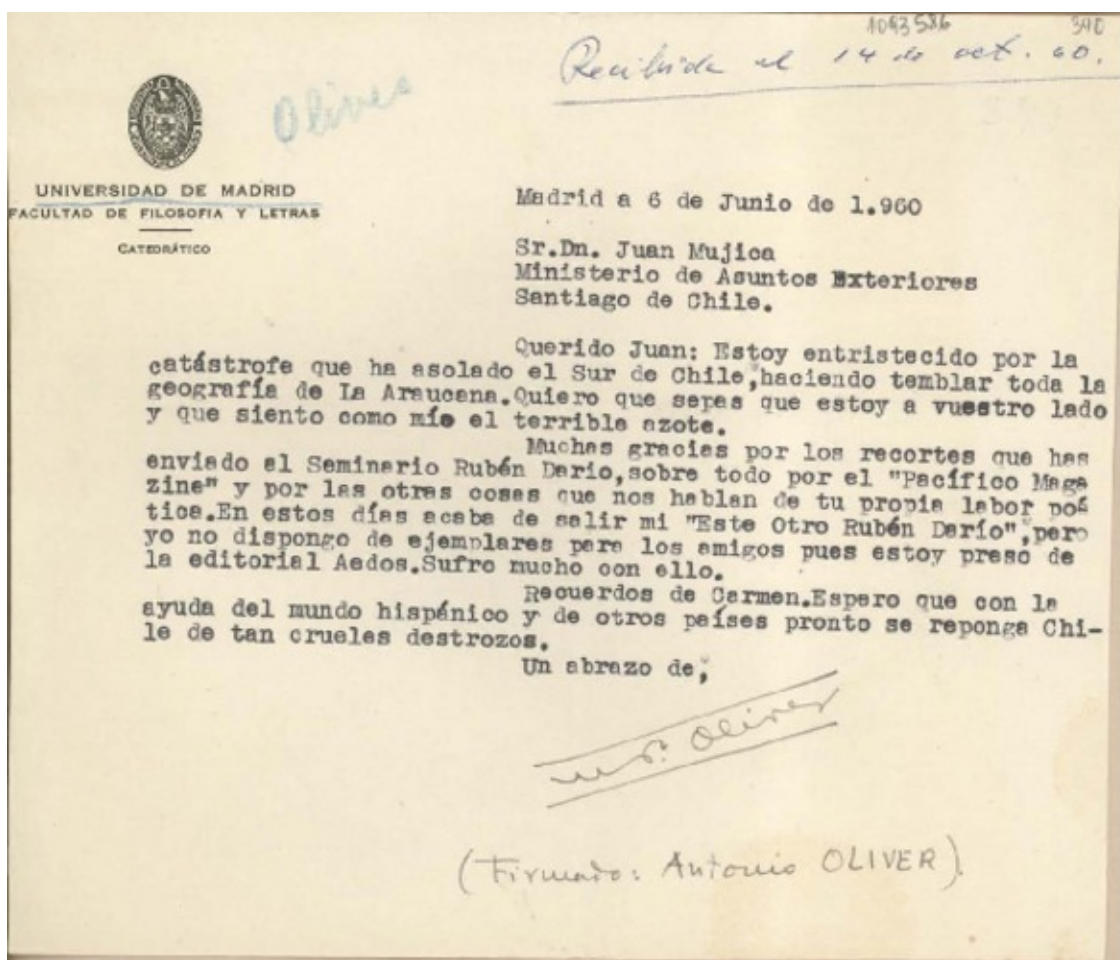 1093586 340
Recibida el 14 de oct. 60.
Oliver
UNIVERSIDAD DE MADRID
FACULTAD DE FILOSOFIA Y LETRAS
CATEDRÁTICO
Madrid a 6 de Junio de 1.960
Sr.Dn. Juan Mujica
Ministerio de Asuntos Exteriores
Santiago de Chile.
Querido Juan: Estoy entristecido por la
catástrofe que ha asolado el Sur de Chile,haciendo temblar toda la
geografía de La Araucana.Quiero que sepas que estoy a vuestro lado
y que siento como mío el terrible azote.
Muchas gracias por los recortes que has
enviado al Seminario Rubén Dario,sobre todo por el "Pacífico Maga
zine" y por las otras cosas que nos hablan de tu propia labor poé
tica.En estos días acaba de salir mi "Este Otro Rubén Darío",pero
yo no dispongo de ejemplares para los amigos pues estoy preso de
la editorial Aedos.Sufro mucho con ello.
Recuerdos de Carmen.Espero que con la
ayuda del mundo hispánico y de otros países pronto se reponga Chi-
le de tan crueles destrozos.
Un abrazo de,
Oliver
(Firmado: Antonio OLIVER)